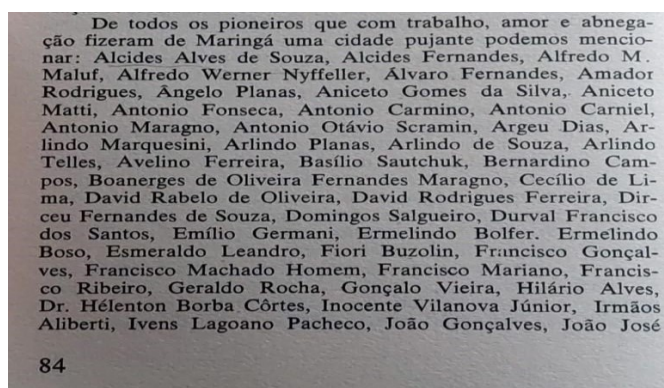 De todos os pioneiros que com trabalho, amor e abnega-
ção fizeram de Maringá uma cidade pujante podemos mencio-
nar: Alcides Alves de Souza, Alcides Fernandes, Alfredo M.
Maluf, Alfredo Werner Nyffeller, Álvaro Fernandes, Amador
Rodrigues, Ângelo Planas, Aniceto Gomes da Silva, Aniceto
Matti, Antonio Fonseca, Antonio Carmino, Antonio Carniel,
Antonio Maragno, Antonio Otávio Scramin, Argeu Dias, Ar-
lindo Marquesini, Arlindo Planas, Arlindo de Souza, Arlindo
Telles, Avelino Ferreira, Basílio Sautchuk, Bernardino Cam-
pos, Boanerges de Oliveira Fernandes Maragno, Cecílio de Li-
ma, David Rabelo de Oliveira, David Rodrigues Ferreira, Dir-
ceu Fernandes de Souza, Domingos Salgueiro, Durval Francisco
dos Santos, Emílio Germani, Ermelindo Bolfer. Ermelindo
Boso, Esmeraldo Leandro, Fiori Buzolin, Francisco Gonçal-
ves, Francisco Machado Homem, Francisco Mariano, Francis-
co Ribeiro, Geraldo Rocha, Gonçalo Vieira, Hilário Alves,
Dr. Hélenton Borba Côrtes, Inocente Vilanova Júnior, Irmãos
Aliberti, Ivens Lagoano Pacheco, João Gonçalves, João José
84